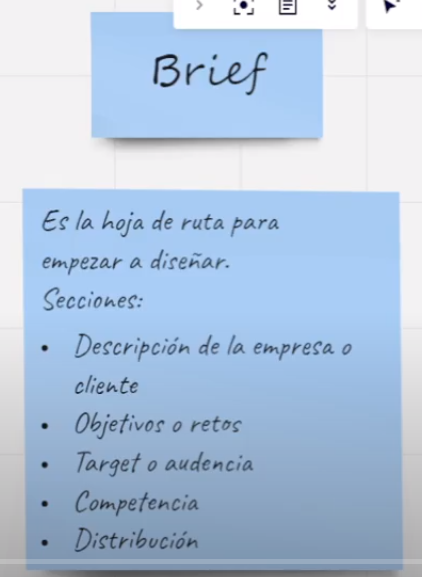 Brief
Es la hoja de ruta para
empezar a diseñar.
Secciones:
• Descripción de la empresa o
cliente
• Objetivos o retos
• Target o audencia
• Competencia
• Distribución